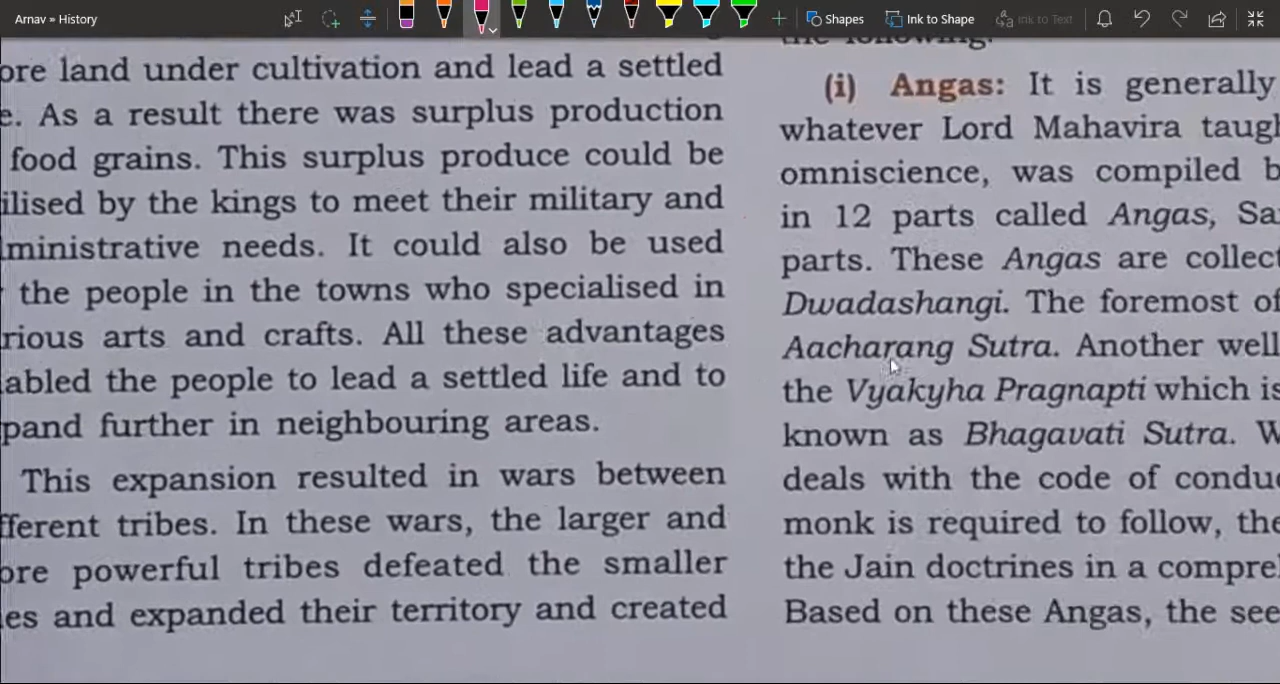 Arnav » History
Shapes
Ink to Shape
Ink to Text
ore land under cultivation and lead a settled
e. As a result there was surplus production
food grains. This surplus produce could be
ilised by the kings to meet their military and
ministrative needs. It could also be used
the people in the towns who specialised in
rious arts and crafts. All these advantages
abled the people to lead a settled life and to
pand further in neighbouring areas.
This expansion resulted in wars between
fferent tribes. In these wars, the larger and
ore powerful tribes defeated the smaller
es and expanded their territory and created
the following:
(i) Angas: It is generally
whatever Lord Mahavira taugh
omniscience, was compiled b
in 12 parts called Angas, Sa
parts. These Angas are collect
Dwadashangi. The foremost of
Aacharang Sutra. Another well
the Vyakyha Pragnapti which is
known as Bhagavati Sutra. W
deals with the code of condu
monk is required to follow, the
the Jain doctrines in a compre
Based on these Angas, the see